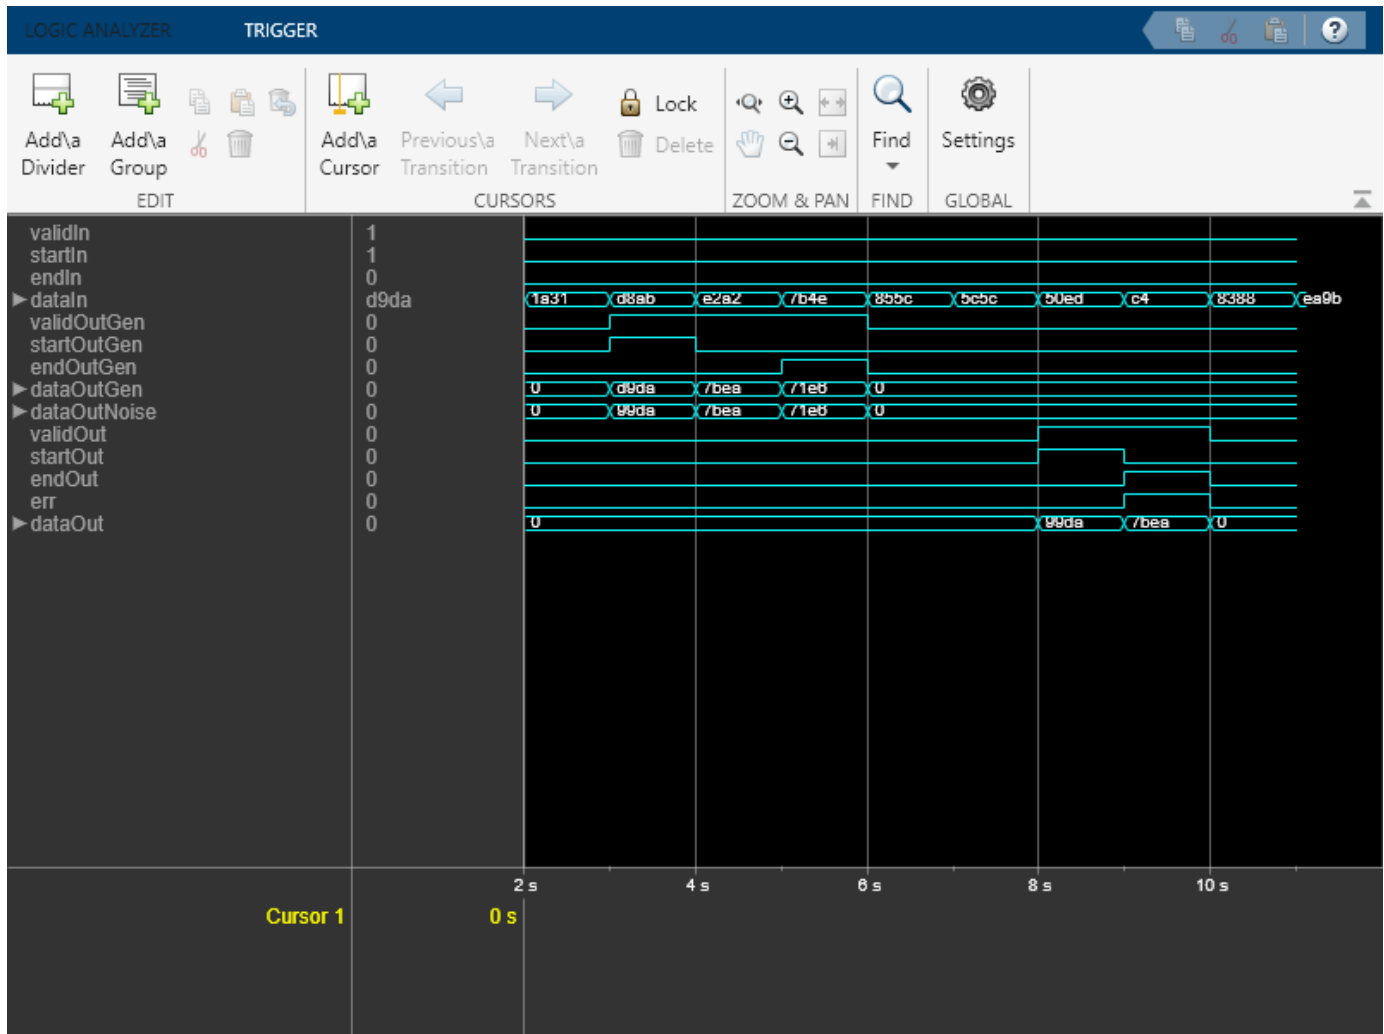 LOGIC ANALYZER TRIGGER
Add\a Divider
Add\a Group
Add\a Cursor
Previous\a Transition
Next\a Transition
Lock
Delete
Find
Settings
EDIT CURSORS ZOOM & PAN FIND GLOBAL
validIn 1
startIn 1
endIn 0
dataIn d9da 1a31 d8ab e2a2 7b4e 855c 5c5c 50ed c4 8388 ea9b
validOutGen 0
startOutGen 0
endOutGen 0
dataOutGen 0 0 d9da 7bea 71e6 0
dataOutNoise 0 0 99da 7bea 71e6 0
validOut 0
startOut 0
endOut 0
err 0
dataOut 0 0 99da 7bea 0
2 s 4 s 6 s 8 s 10 s
Cursor 1 0 s